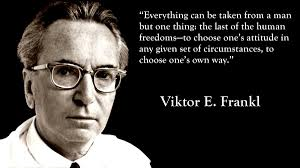 “Everything can be taken from a man
but one thing: the last of the human
freedoms—to choose one’s attitude in
any given set of circumstances, to
choose one’s own way.”
Viktor E. Frankl